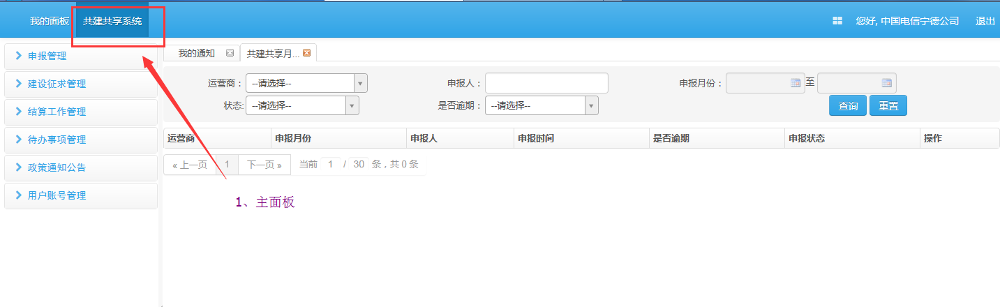 我的面板 共建共享系统 您好, 中国电信宁德公司 退出
申报管理
建设征求管理
结算工作管理
待办事项管理
政策通知公告
用户账号管理
我的通知 共建共享月...
运营商： --请选择-- 申报人： 申报月份： 至
状态: --请选择-- 是否逾期： --请选择-- 查询 重置
运营商 申报月份 申报人 申报时间 是否逾期 申报状态 操作
« 上一页 1 下一页 » 当前 1 / 30 条，共 0 条
1、主面板